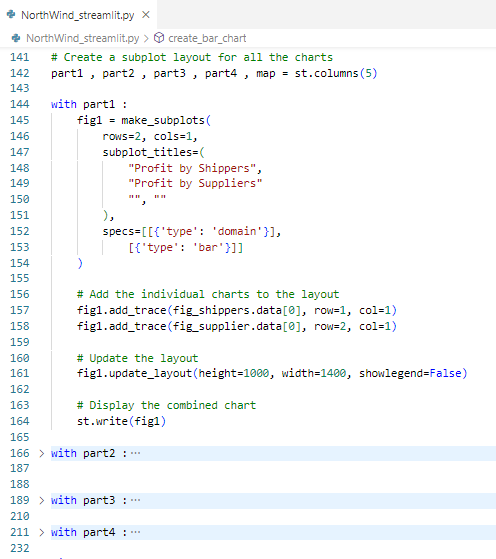 NorthWind_streamlit.py ×
NorthWind_streamlit.py > create_bar_chart
141 # Create a subplot layout for all the charts
142 part1 , part2 , part3 , part4 , map = st.columns(5)
143
144 with part1 :
145     fig1 = make_subplots(
146         rows=2, cols=1,
147         subplot_titles=(
148             "Profit by Shippers",
149             "Profit by Suppliers"
150             "", ""
151         ),
152         specs=[[{'type': 'domain'}],
153             [{'type': 'bar'}]]
154     )
155
156     # Add the individual charts to the layout
157     fig1.add_trace(fig_shippers.data[0], row=1, col=1)
158     fig1.add_trace(fig_supplier.data[0], row=2, col=1)
159
160     # Update the layout
161     fig1.update_layout(height=1000, width=1400, showlegend=False)
162
163     # Display the combined chart
164     st.write(fig1)
165
166 > with part2 : ⋯
187
188
189 > with part3 : ⋯
210
211 > with part4 : ⋯
232